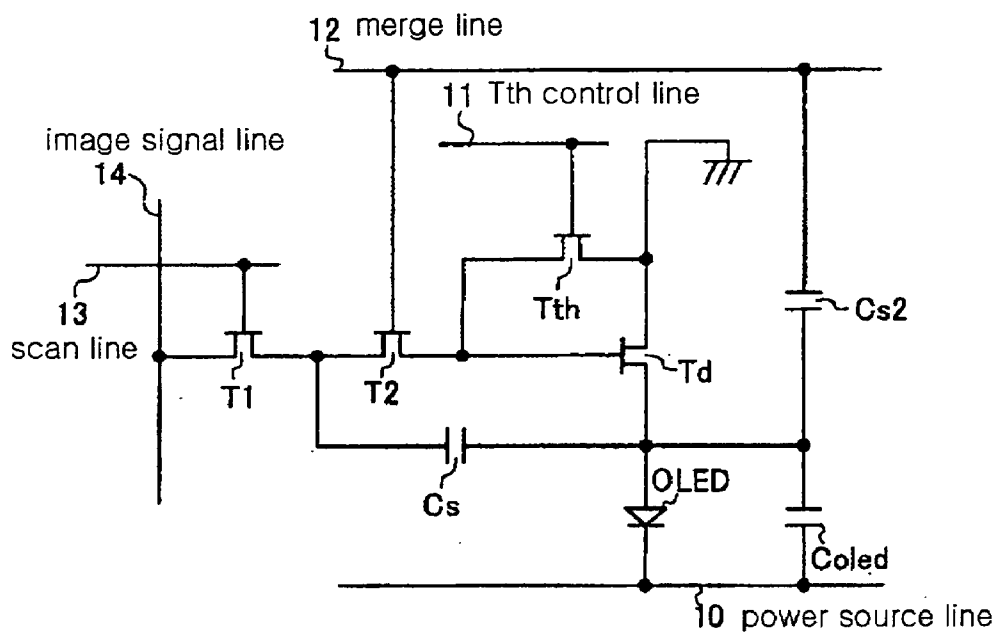 12 merge line
11 Tth control line
image signal line
14
13
scan line
T1
T2
Tth
Td
Cs2
Cs
OLED
Coled
10 power source line